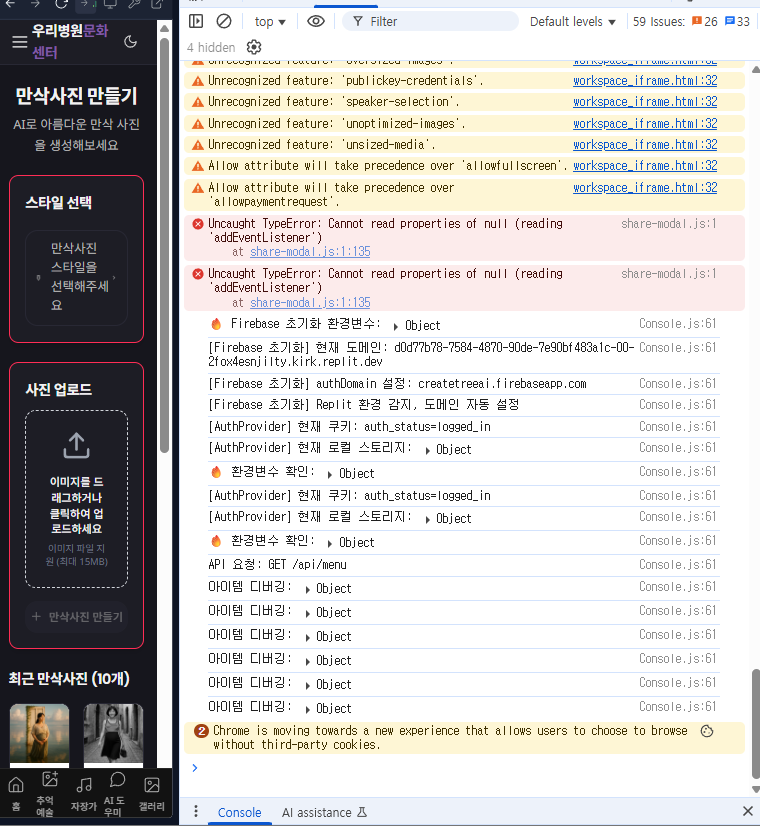 우리병원문화
센터
만삭사진 만들기
AI로 아름다운 만삭 사진
을 생성해보세요
스타일 선택
만삭사진
스타일을
선택해주세
요
사진 업로드
이미지를 드
래그하거나
클릭하여 업
로드하세요
이미지 파일 지
원 (최대 15MB)
+ 만삭사진 만들기
최근 만삭사진 (10개)
홈
추억
예술
자장가
AI 도
우미
갤러리
top ▼
Filter
Default levels ▼
59 Issues: 26 33
4 hidden
Unrecognized feature: 'oversized-images'. workspace_iframe.html:32
Unrecognized feature: 'publickey-credentials'. workspace_iframe.html:32
Unrecognized feature: 'speaker-selection'. workspace_iframe.html:32
Unrecognized feature: 'unoptimized-images'. workspace_iframe.html:32
Unrecognized feature: 'unsized-media'. workspace_iframe.html:32
Allow attribute will take precedence over 'allowfullscreen'. workspace_iframe.html:32
Allow attribute will take precedence over workspace_iframe.html:32
'allowpaymentrequest'.
Uncaught TypeError: Cannot read properties of null (reading share-modal.js:1
'addEventListener')
at share-modal.js:1:135
Uncaught TypeError: Cannot read properties of null (reading share-modal.js:1
'addEventListener')
at share-modal.js:1:135
🔥 Firebase 초기화 환경변수: ▶ Object Console.js:61
[Firebase 초기화] 현재 도메인: d0d77b78-7584-4870-90de-7e90bf483a1c-00- Console.js:61
2fox4esnjilty.kirk.replit.dev
[Firebase 초기화] authDomain 설정: createtreeai.firebaseapp.com Console.js:61
[Firebase 초기화] Replit 환경 감지, 도메인 자동 설정 Console.js:61
[AuthProvider] 현재 쿠키: auth_status=logged_in Console.js:61
[AuthProvider] 현재 로컬 스토리지: ▶ Object Console.js:61
🔥 환경변수 확인: ▶ Object Console.js:61
[AuthProvider] 현재 쿠키: auth_status=logged_in Console.js:61
[AuthProvider] 현재 로컬 스토리지: ▶ Object Console.js:61
🔥 환경변수 확인: ▶ Object Console.js:61
API 요청: GET /api/menu Console.js:61
아이템 디버깅: ▶ Object Console.js:61
아이템 디버깅: ▶ Object Console.js:61
아이템 디버깅: ▶ Object Console.js:61
아이템 디버깅: ▶ Object Console.js:61
아이템 디버깅: ▶ Object Console.js:61
아이템 디버깅: ▶ Object Console.js:61
2 Chrome is moving towards a new experience that allows users to choose to browse
without third-party cookies.
Console
AI assistance